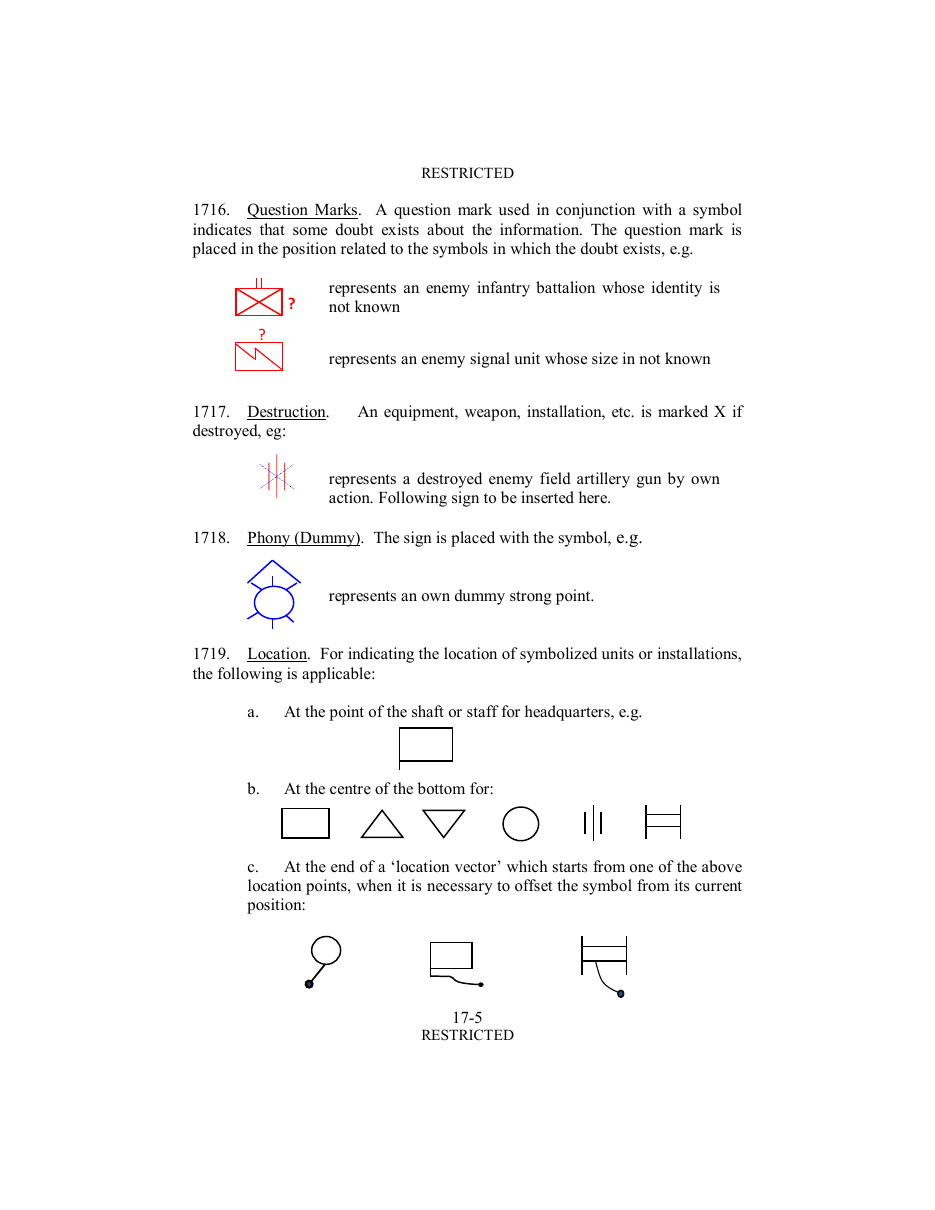 RESTRICTED
1716. Question Marks. A question mark used in conjunction with a symbol
indicates that some doubt exists about the information. The question mark is
placed in the position related to the symbols in which the doubt exists, e.g.
represents an enemy infantry battalion whose identity is
?
not known
?
represents an enemy signal unit whose size in not known
1717. Destruction. An equipment, weapon, installation, etc. is marked X if
destroyed, eg:
represents a destroyed enemy field artillery gun by own
action. Following sign to be inserted here.
1718. Phony (Dummy). The sign is placed with the symbol, e.g.
represents an own dummy strong point.
1719. Location. For indicating the location of symbolized units or installations,
the following is applicable:
a. At the point of the shaft or staff for headquarters, e.g.
b. At the centre of the bottom for:
c. At the end of a ‘location vector’ which starts from one of the above
location points, when it is necessary to offset the symbol from its current
position:
17-5
RESTRICTED